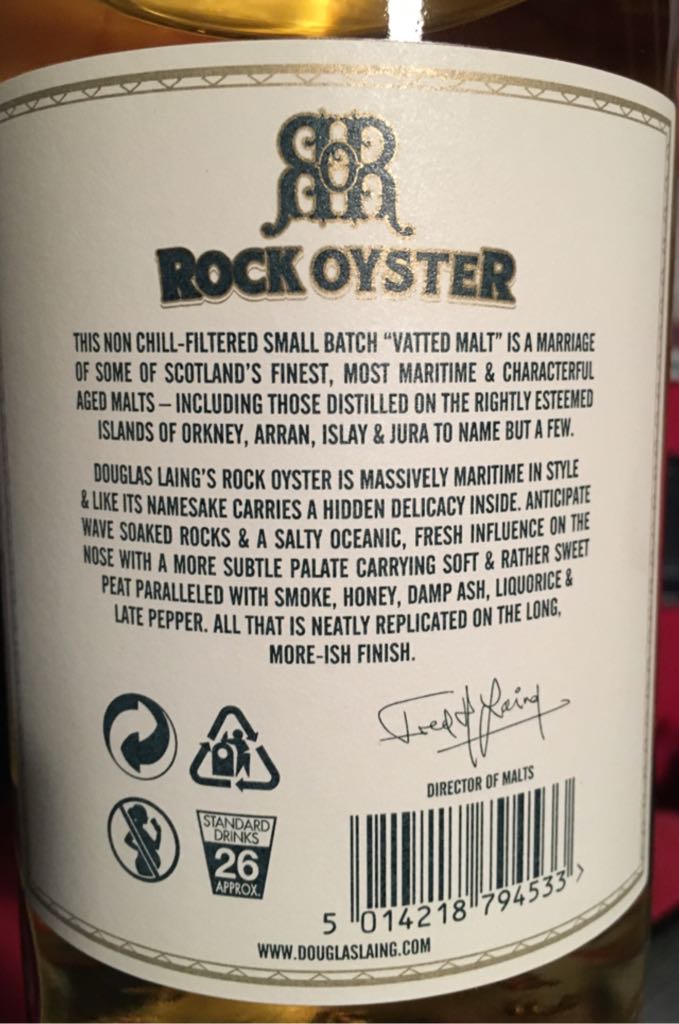 ROR
ROCK OYSTER
THIS NON CHILL-FILTERED SMALL BATCH “VATTED MALT” IS A MARRIAGE
OF SOME OF SCOTLAND’S FINEST, MOST MARITIME & CHARACTERFUL
AGED MALTS – INCLUDING THOSE DISTILLED ON THE RIGHTLY ESTEEMED
ISLANDS OF ORKNEY, ARRAN, ISLAY & JURA TO NAME BUT A FEW.
DOUGLAS LAING’S ROCK OYSTER IS MASSIVELY MARITIME IN STYLE
& LIKE ITS NAMESAKE CARRIES A HIDDEN DELICACY INSIDE. ANTICIPATE
WAVE SOAKED ROCKS & A SALTY OCEANIC, FRESH INFLUENCE ON THE
NOSE WITH A MORE SUBTLE PALATE CARRYING SOFT & RATHER SWEET
PEAT PARALLELED WITH SMOKE, HONEY, DAMP ASH, LIQUORICE &
LATE PEPPER. ALL THAT IS NEATLY REPLICATED ON THE LONG,
MORE-ISH FINISH.
Fred H Laing
DIRECTOR OF MALTS
STANDARD
DRINKS
26
APPROX.
5 014218 794533 >
WWW.DOUGLASLAING.COM